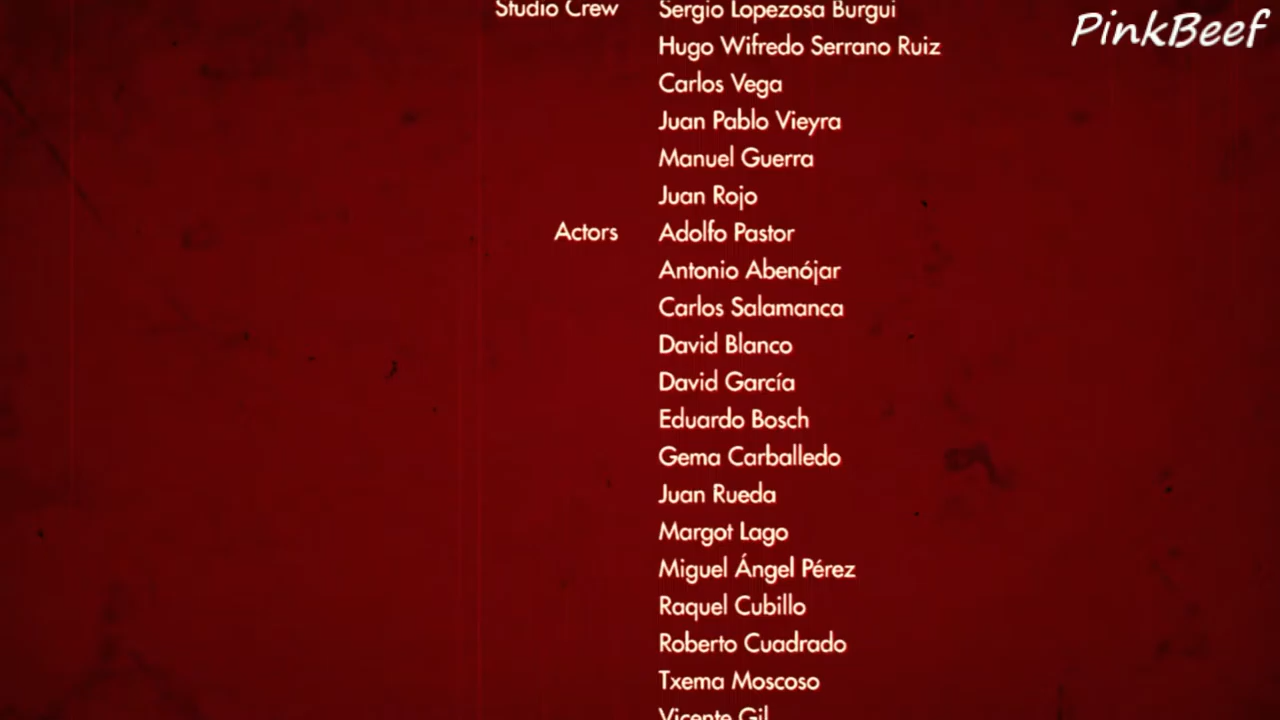 PinkBeef
Studio Crew Sergio Lopezosa Burgui
Hugo Wifredo Serrano Ruiz
Carlos Vega
Juan Pablo Vieyra
Manuel Guerra
Juan Rojo
Actors Adolfo Pastor
Antonio Abenójar
Carlos Salamanca
David Blanco
David García
Eduardo Bosch
Gema Carballedo
Juan Rueda
Margot Lago
Miguel Ángel Pérez
Raquel Cubillo
Roberto Cuadrado
Txema Moscoso
Vicente Gil